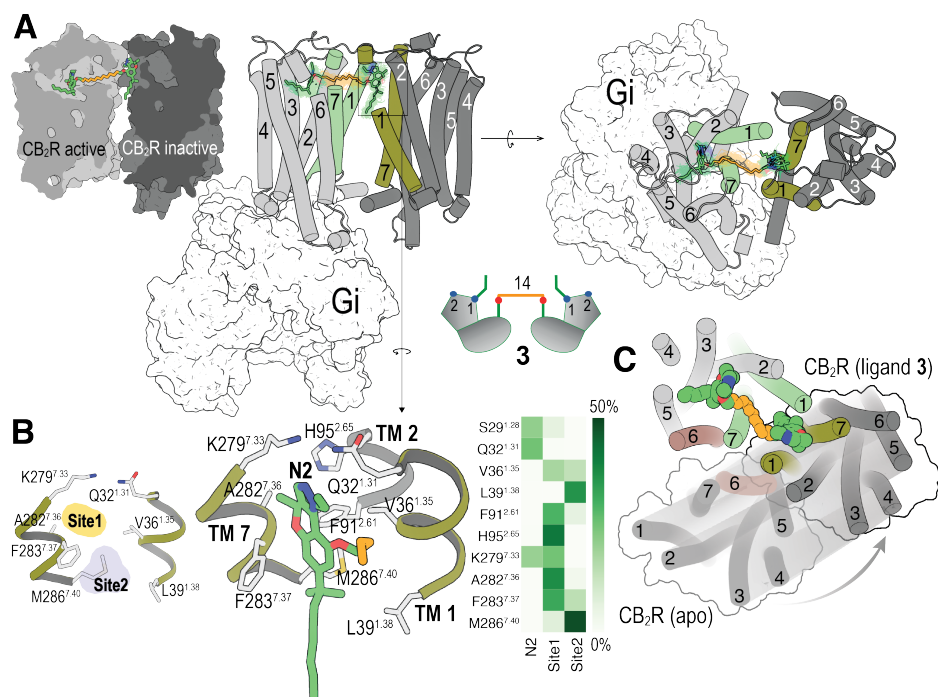 A
CB2R active
CB2R inactive
5
3
4
2
6
7
1
2
6
3
4
5
1
7
Gi
Gi
3
2
1
4
5
6
7
7
6
5
4
3
2
1
14
2
1
1
2
3
B
K279^7.33
Q32^1.31
A282^7.36
Site1
V36^1.35
F283^7.37
Site2
M286^7.40
L39^1.38
K279^7.33
H95^2.65
TM 2
N2
A282^7.36
Q32^1.31
V36^1.35
F91^2.61
TM 7
M286^7.40
F283^7.37
TM 1
L39^1.38
S29^1.28
Q32^1.31
V36^1.35
L39^1.38
F91^2.61
H95^2.65
K279^7.33
A282^7.36
F283^7.37
M286^7.40
N2
Site1
Site2
50%
0%
C
CB2R (ligand 3)
4
3
2
1
5
6
7
7
6
5
4
3
2
1
6
7
5
1
2
4
3
CB2R (apo)